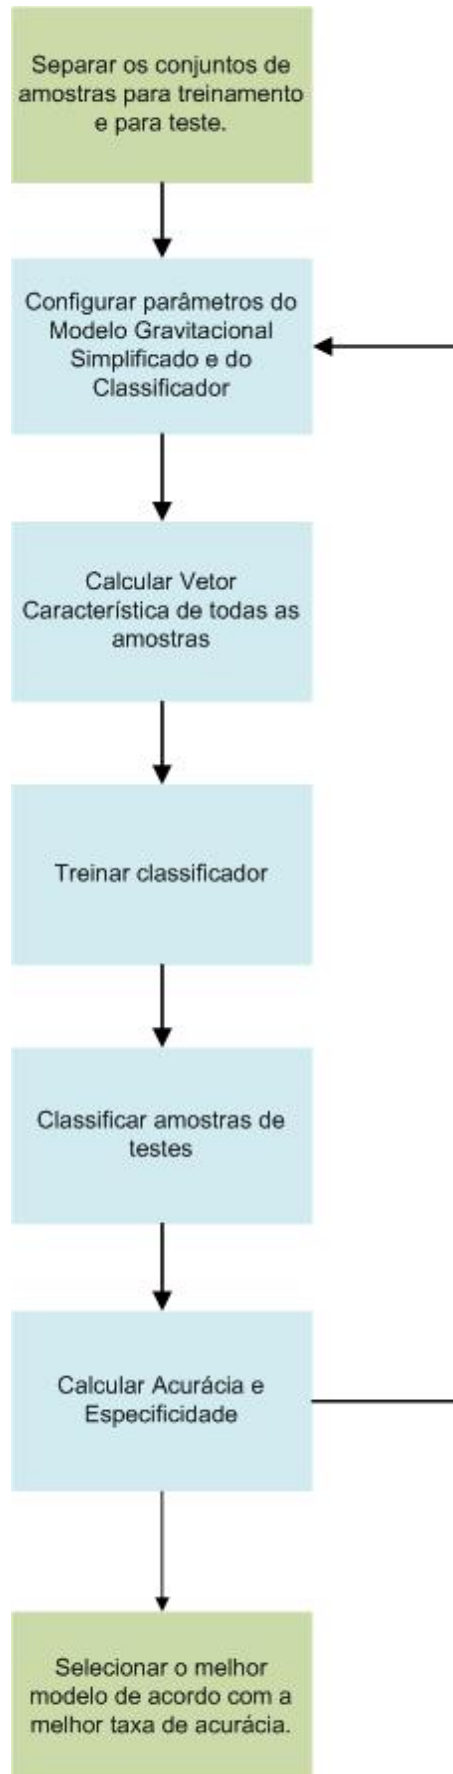 Separar os conjuntos de
amostras para treinamento
e para teste.
Configurar parâmetros do
Modelo Gravitacional
Simplificado e do
Classificador
Calcular Vetor
Característica de todas as
amostras
Treinar classificador
Classificar amostras de
testes
Calcular Acurácia e
Especificidade
Selecionar o melhor
modelo de acordo com a
melhor taxa de acurácia.